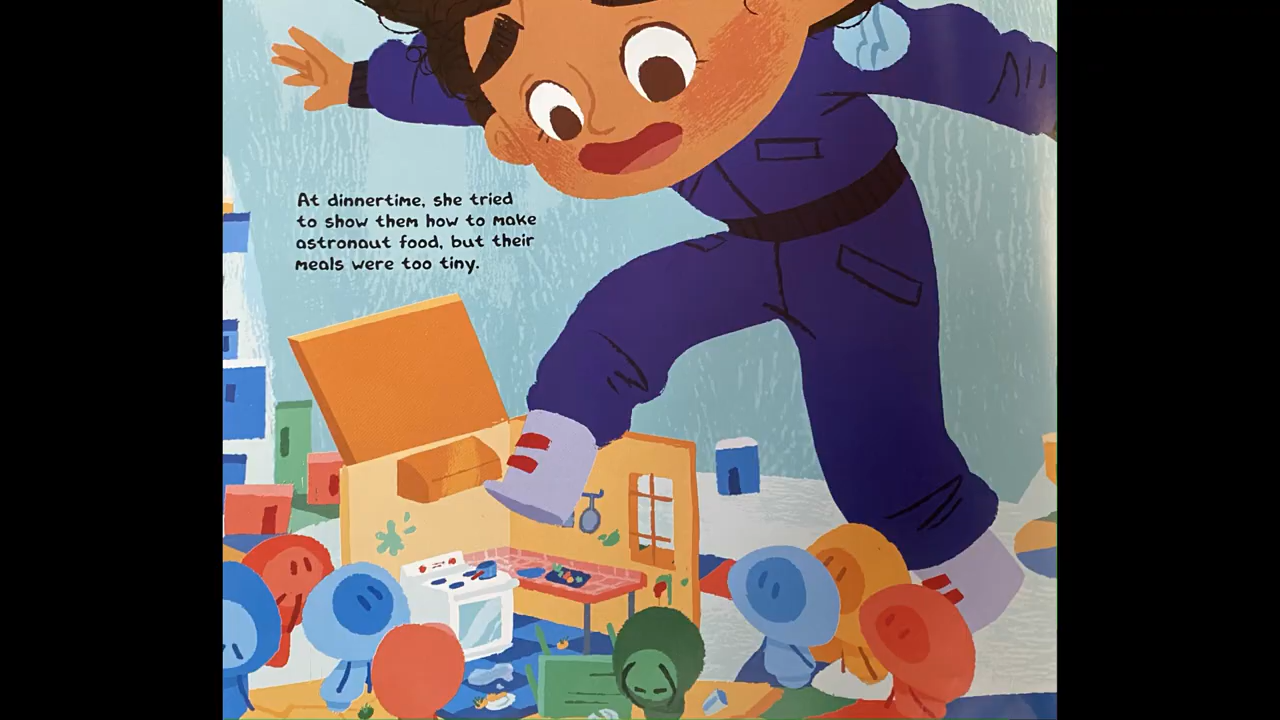 At dinnertime, she tried
to show them how to make
astronaut food, but their
meals were too tiny.